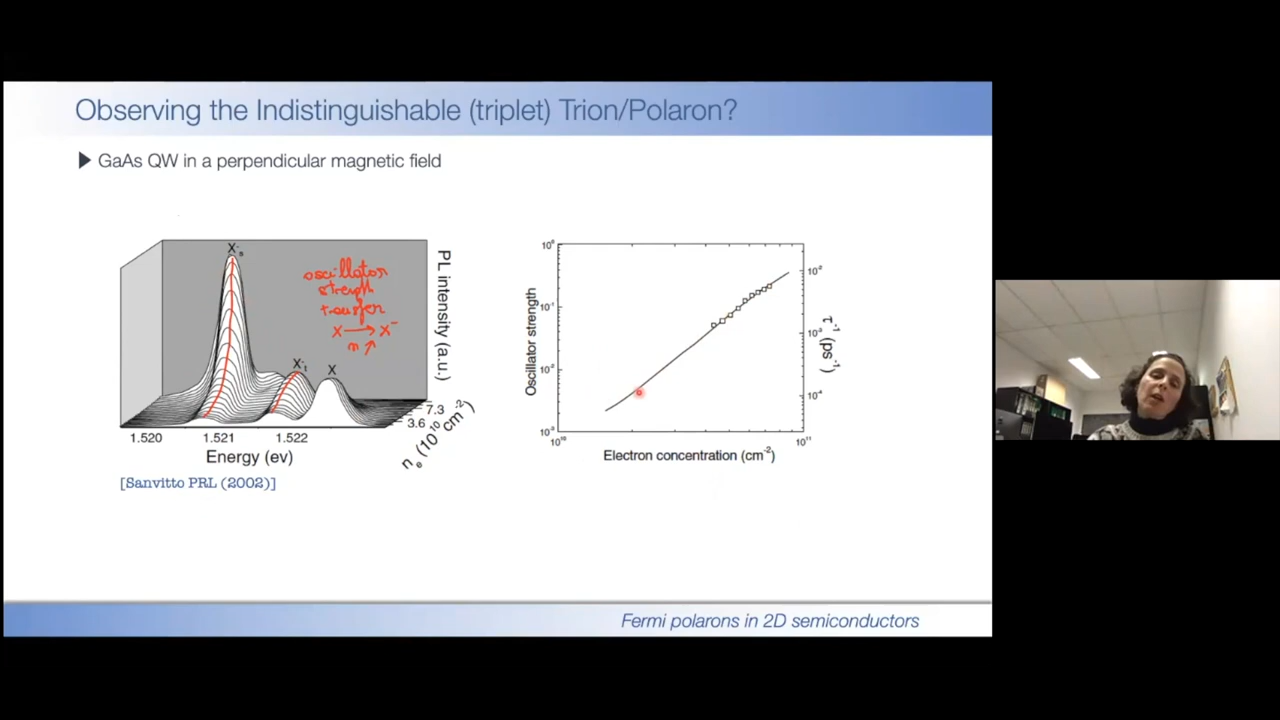 Observing the Indistinguishable (triplet) Trion/Polaron?
GaAs QW in a perpendicular magnetic field
X⁻ₛ
oscillator
strength
transfer
X → X⁻
n ↗
X⁻ₜ
X
PL intensity (a.u.)
7.3
3.6
1.520
1.521
1.522
nₑ (10¹⁰ cm⁻²)
Energy (ev)
[Sanvitto PRL (2002)]
10⁰
10⁻¹
10⁻²
10⁻³
Oscillator strength
10⁻²
10⁻³
10⁻⁴
τ⁻¹ (ps⁻¹)
10¹⁰
10¹¹
Electron concentration (cm⁻²)
Fermi polarons in 2D semiconductors